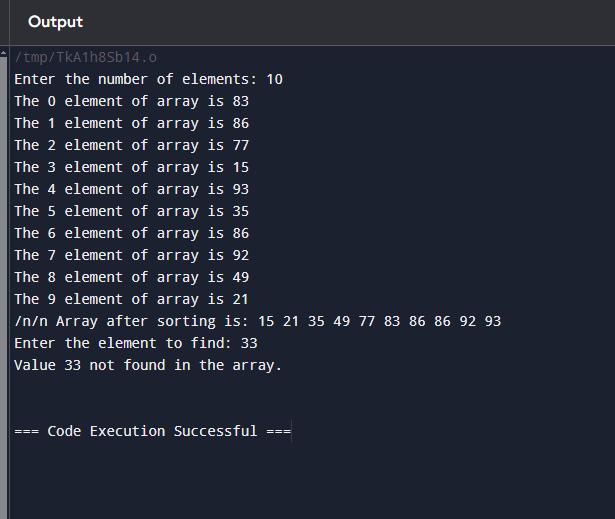 Output
/tmp/TkA1h8Sb14.o
Enter the number of elements: 10
The 0 element of array is 83
The 1 element of array is 86
The 2 element of array is 77
The 3 element of array is 15
The 4 element of array is 93
The 5 element of array is 35
The 6 element of array is 86
The 7 element of array is 92
The 8 element of array is 49
The 9 element of array is 21
/n/n Array after sorting is: 15 21 35 49 77 83 86 86 92 93
Enter the element to find: 33
Value 33 not found in the array.
=== Code Execution Successful ===